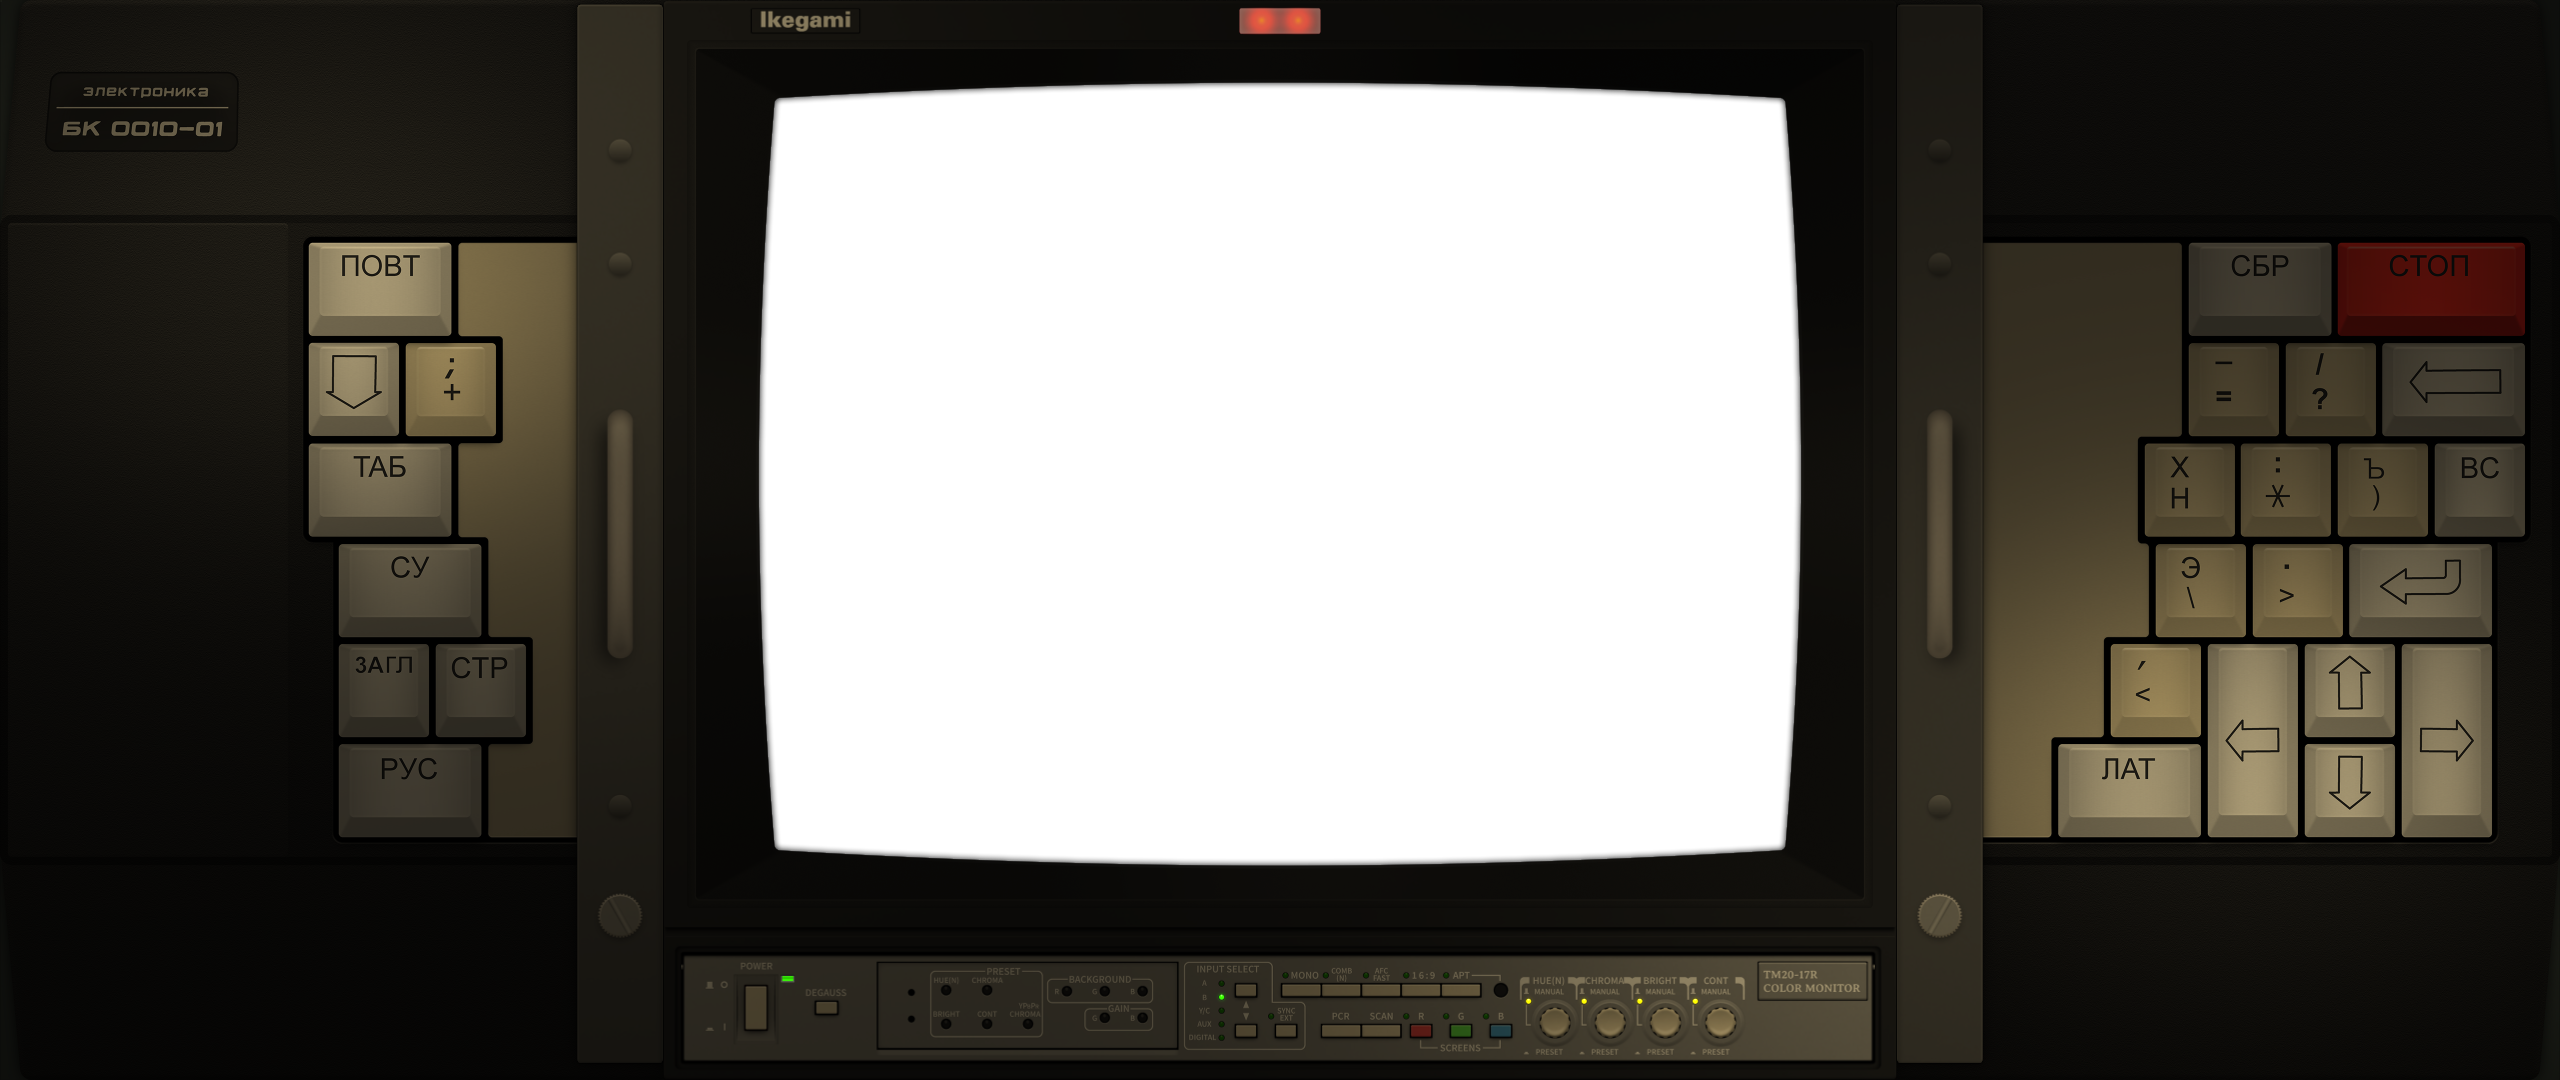 Ikegami
электроника
БК 0010-01
ПОВТ
;
+
ТАБ
СУ
ЗАГЛ
СТР
РУС
СБР
СТОП
–
=
/
?
Х
Н
:
*
Ъ
)
ВС
Э
\
.
>
,
<
ЛАТ
POWER
DEGAUSS
PRESET
HUE(N)
CHROMA
BRIGHT
CONT
YPbPr
CHROMA
BACKGROUND
R
G
B
GAIN
G
B
INPUT SELECT
A
B
Y/C
AUX
DIGITAL
SYNC
EXT
MONO
COMB
(N)
AFC
FAST
16:9
APT
PCR
SCAN
R
G
B
SCREENS
HUE(N)
CHROMA
BRIGHT
CONT
MANUAL
MANUAL
MANUAL
MANUAL
PRESET
PRESET
PRESET
PRESET
TM20-17R
COLOR MONITOR